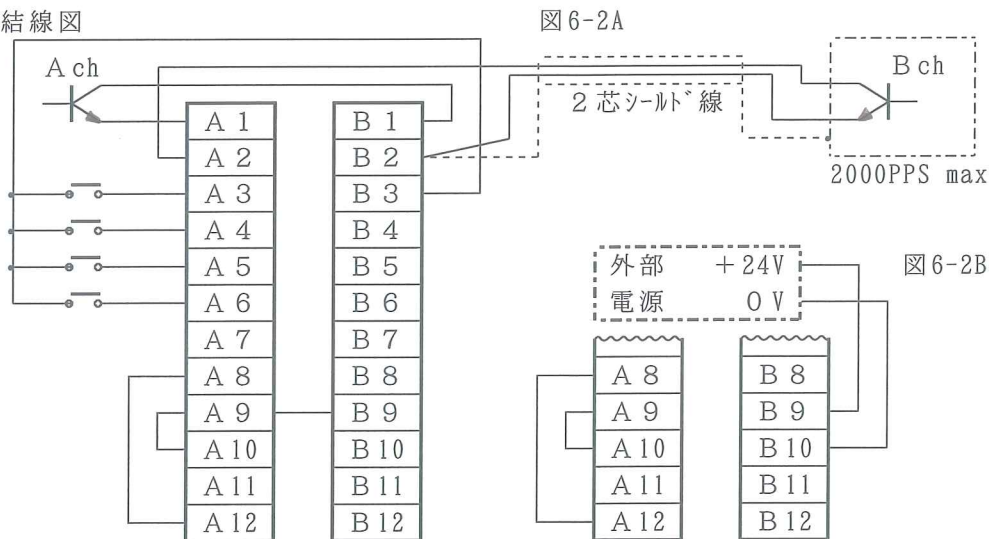 結線図
図6-2A
A ch
B ch
2芯シールド線
2000PPS max
A 1
B 1
A 2
B 2
A 3
B 3
A 4
B 4
A 5
B 5
A 6
B 6
A 7
B 7
A 8
B 8
A 9
B 9
A 10
B 10
A 11
B 11
A 12
B 12
図6-2B
外部 +24V
電源 0V
A 8
B 8
A 9
B 9
A 10
B 10
A 11
B 11
A 12
B 12